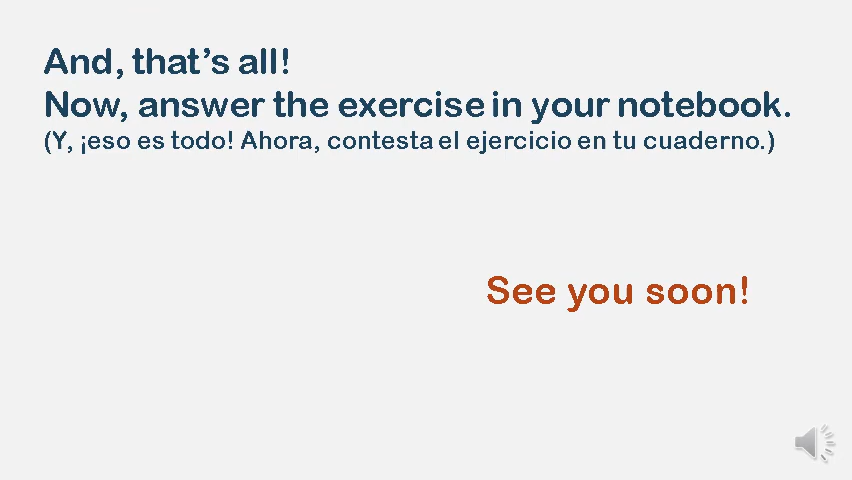 And, that’s all!
Now, answer the exercise in your notebook.
(Y, ¡eso es todo! Ahora, contesta el ejercicio en tu cuaderno.)
See you soon!